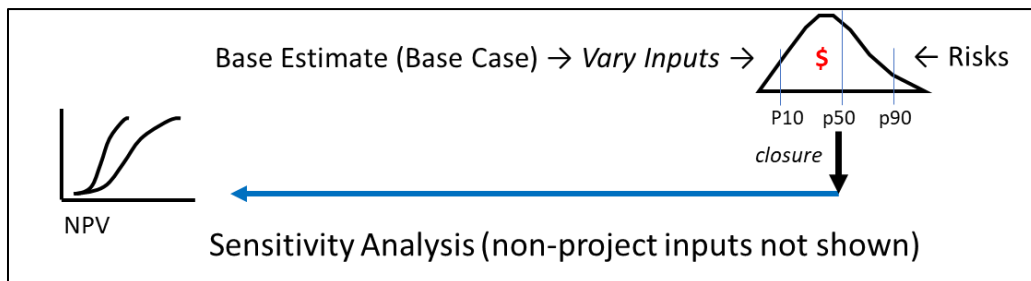 Base Estimate (Base Case) → Vary Inputs →
$
← Risks
P10 p50 p90
closure
NPV
Sensitivity Analysis (non-project inputs not shown)